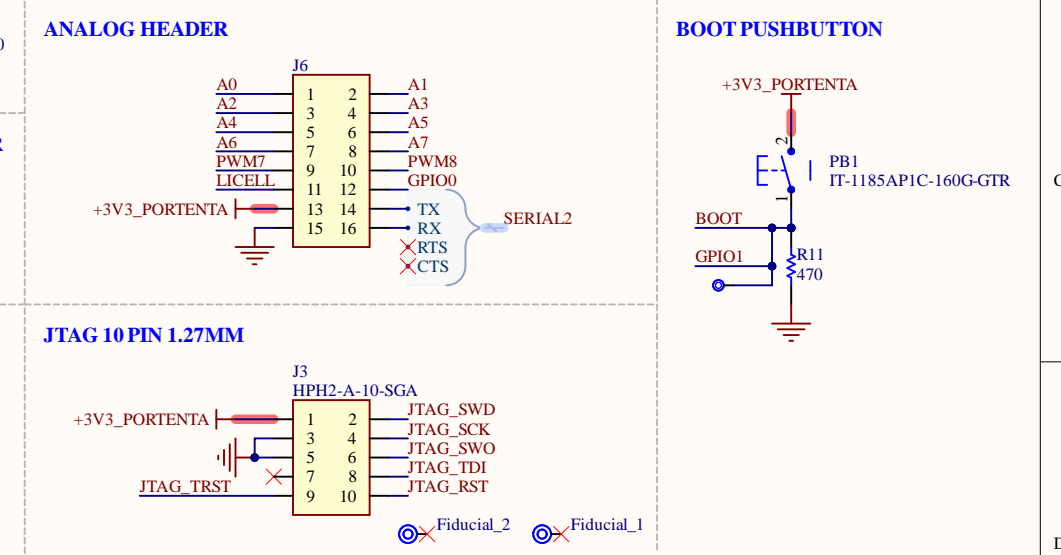 ANALOG HEADER
J6
A0 1 2 A1
A2 3 4 A3
A4 5 6 A5
A6 7 8 A7
PWM7 9 10 PWM8
LICELL 11 12 GPIO0
+3V3_PORTENTA 13 14 TX
15 16 RX
RTS
CTS
SERIAL2
BOOT PUSHBUTTON
+3V3_PORTENTA
2
PB1
IT-1185AP1C-160G-GTR
1
BOOT
GPIO1
R11
470
JTAG 10 PIN 1.27MM
J3
HPH2-A-10-SGA
+3V3_PORTENTA 1 2 JTAG_SWD
3 4 JTAG_SCK
5 6 JTAG_SWO
7 8 JTAG_TDI
JTAG_TRST 9 10 JTAG_RST
Fiducial_2
Fiducial_1